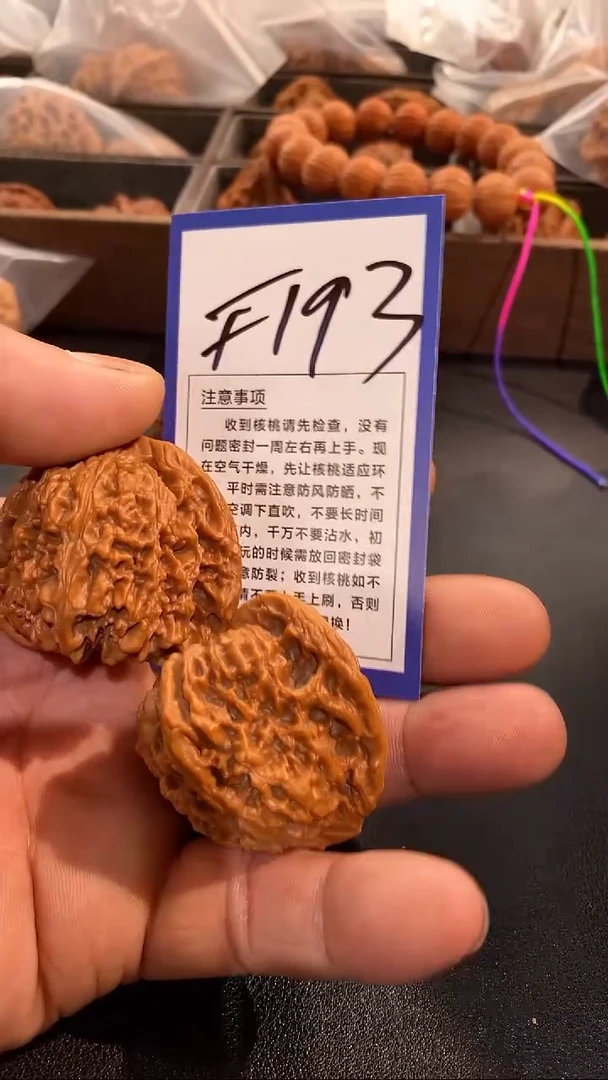 F193
注意事项
收到核桃请先检查，没有
问题密封一周左右再上手。现
在空气干燥，先让核桃适应环
平时需注意防风防晒，不
空调下直吹，不要长时间
内，千万不要沾水，初
玩的时候需放回密封袋
意防裂；收到核桃如不
上刷，否则
换！